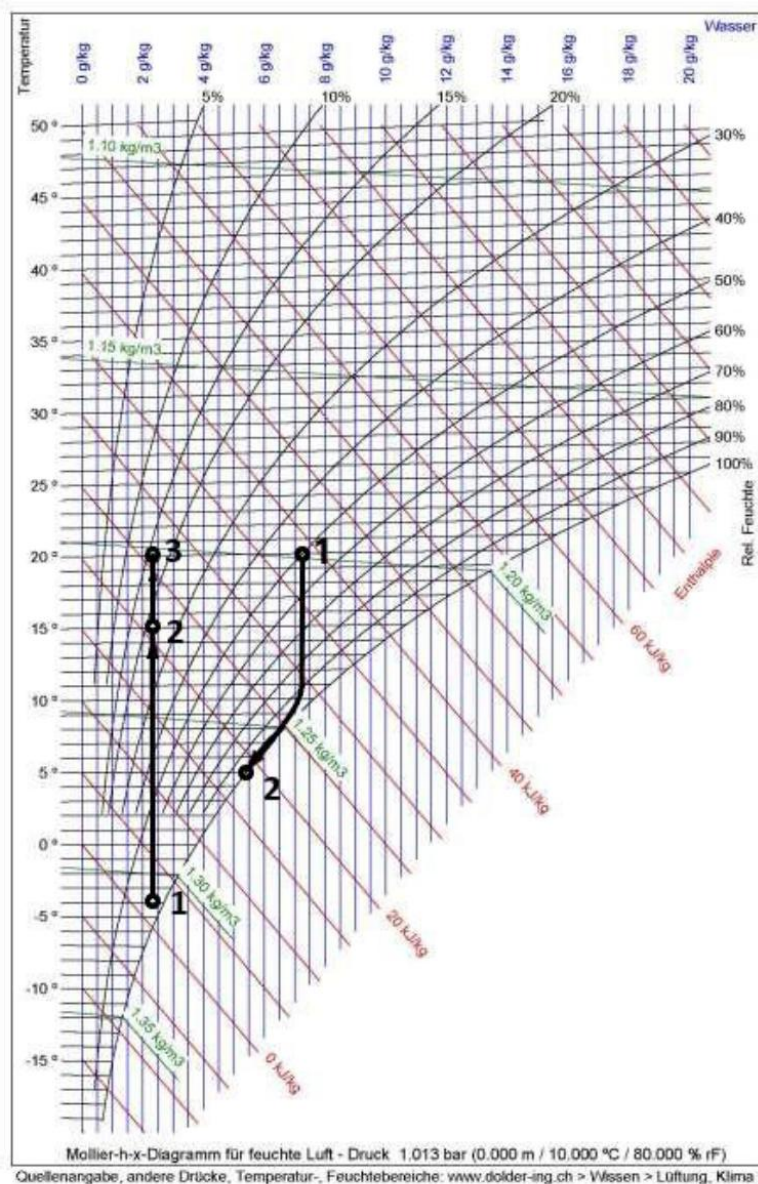 Wasser
Temperatur
0 g/kg
2 g/kg
4 g/kg
6 g/kg
8 g/kg
10 g/kg
12 g/kg
14 g/kg
16 g/kg
18 g/kg
20 g/kg
5%
10%
15%
20%
50 º
30%
1.10 kg/m3
45 º
40%
40 º
50%
1.15 kg/m3
35 º
60%
70%
30 º
80%
90%
100%
25 º
Rel. Feuchte
20 º
3
1
1.20 kg/m3
Enthalpie
15 º
2
60 kJ/kg
10 º
1.25 kg/m3
5 º
2
40 kJ/kg
0 º
1.30 kg/m3
-5 º
1
20 kJ/kg
-10 º
1.35 kg/m3
-15 º
0 kJ/kg
Mollier-h-x-Diagramm für feuchte Luft - Druck 1,013 bar (0.000 m / 10.000 ºC / 80.000 % rF)
Quellenangabe, andere Drücke, Temperatur-, Feuchtebereiche: www.dolder-ing.ch > Wissen > Lüftung, Klima